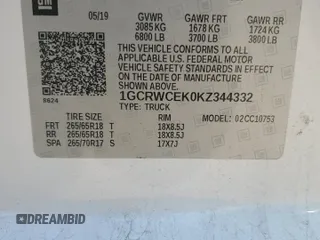 GM
05/19 GVWR GAWR FRT GAWR RR
3085 KG 1678 KG 1724 KG
6800 LB 3700 LB 3800 LB
THIS VEHICLE CONFORMS TO ALL APPLICABLE U.S. FEDERAL MOTOR
VEHICLE SAFETY STANDARDS IN EFFECT ON THE DATE OF
MANUFACTURE SHOWN ABOVE.
8624 1GCRWCEK0KZ344332
TYPE: TRUCK
TIRE SIZE RIM MODEL: 02CC10753
FRT 265/65R18 T 18X8.5J
RR 265/65R18 T 18X8.5J
SPA 265/70R17 S 17X7J
DREAMBID